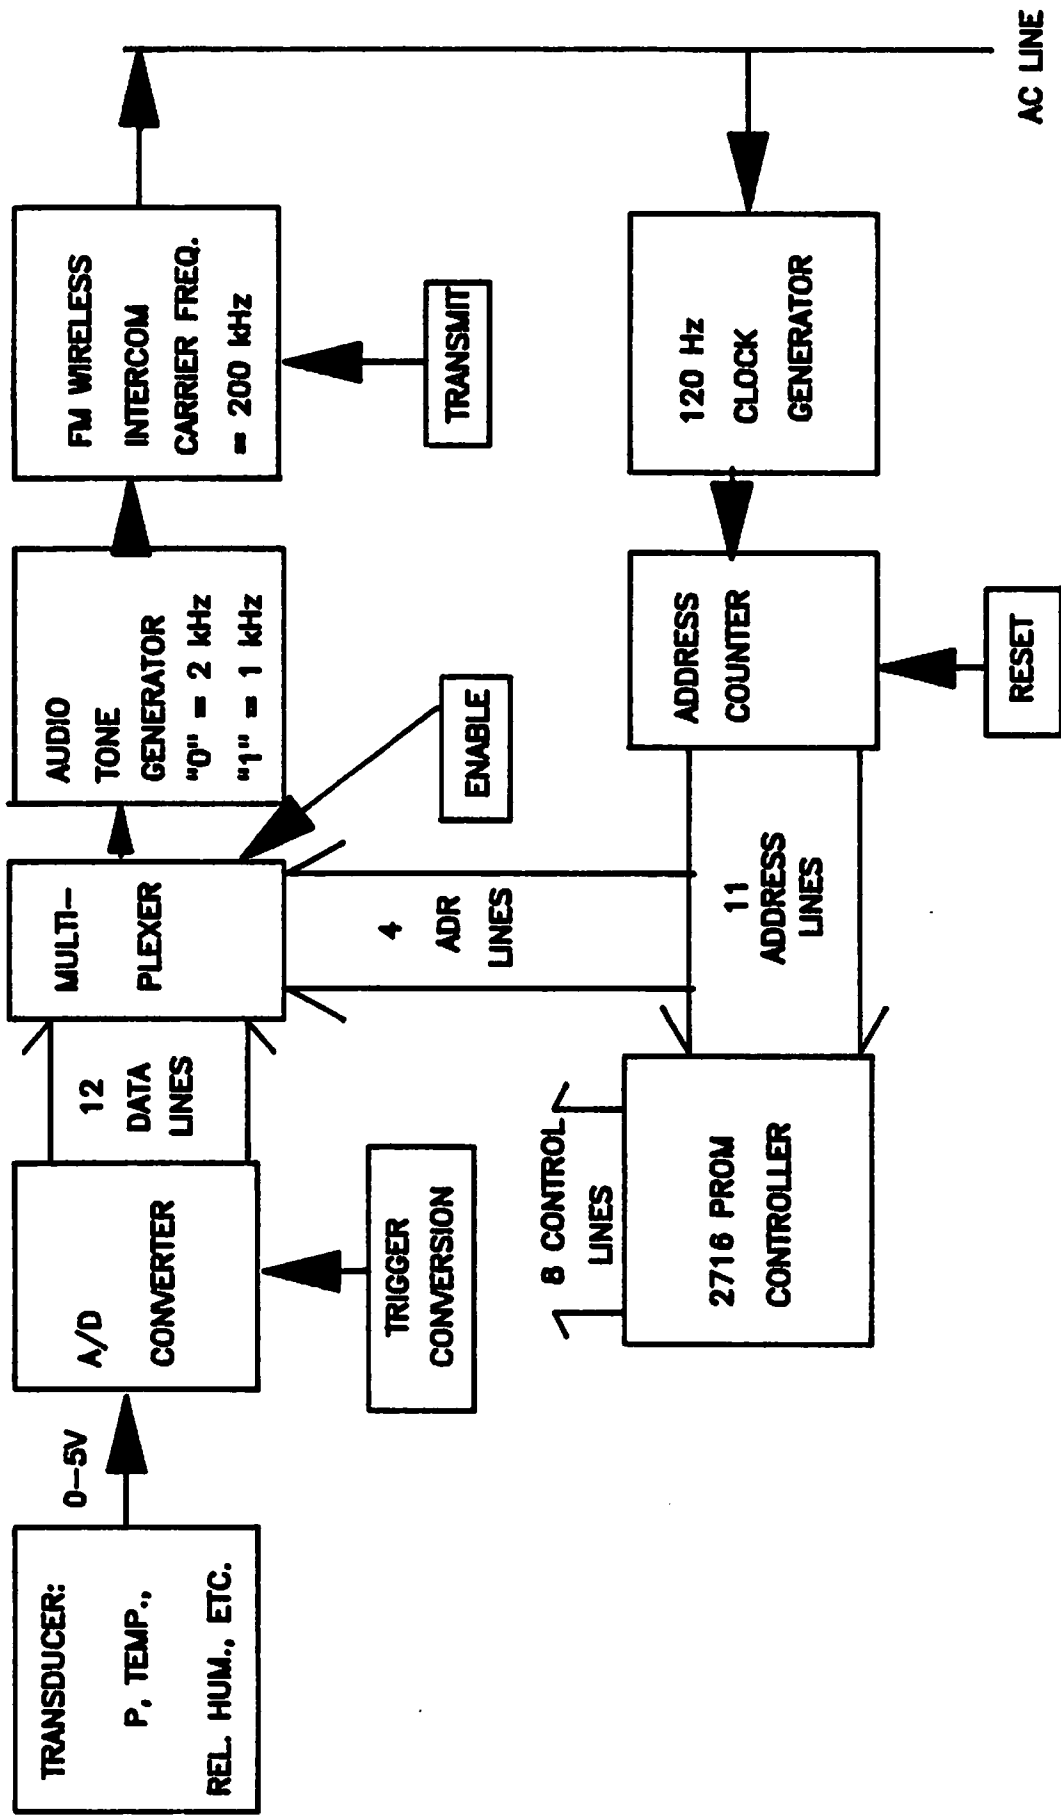 TRANSDUCER:
P, TEMP.,
REL. HUM., ETC.
0-5V
A/D
CONVERTER
12
DATA
LINES
MULTI-
PLEXER
AUDIO
TONE
GENERATOR
"0" = 2 kHz
"1" = 1 kHz
FM WIRELESS
INTERCOM
CARRIER FREQ.
= 200 kHz
TRIGGER
CONVERSION
4
ADR
LINES
ENABLE
TRANSMIT
8 CONTROL
LINES
2716 PROM
CONTROLLER
11
ADDRESS
LINES
ADDRESS
COUNTER
120 Hz
CLOCK
GENERATOR
RESET
AC LINE